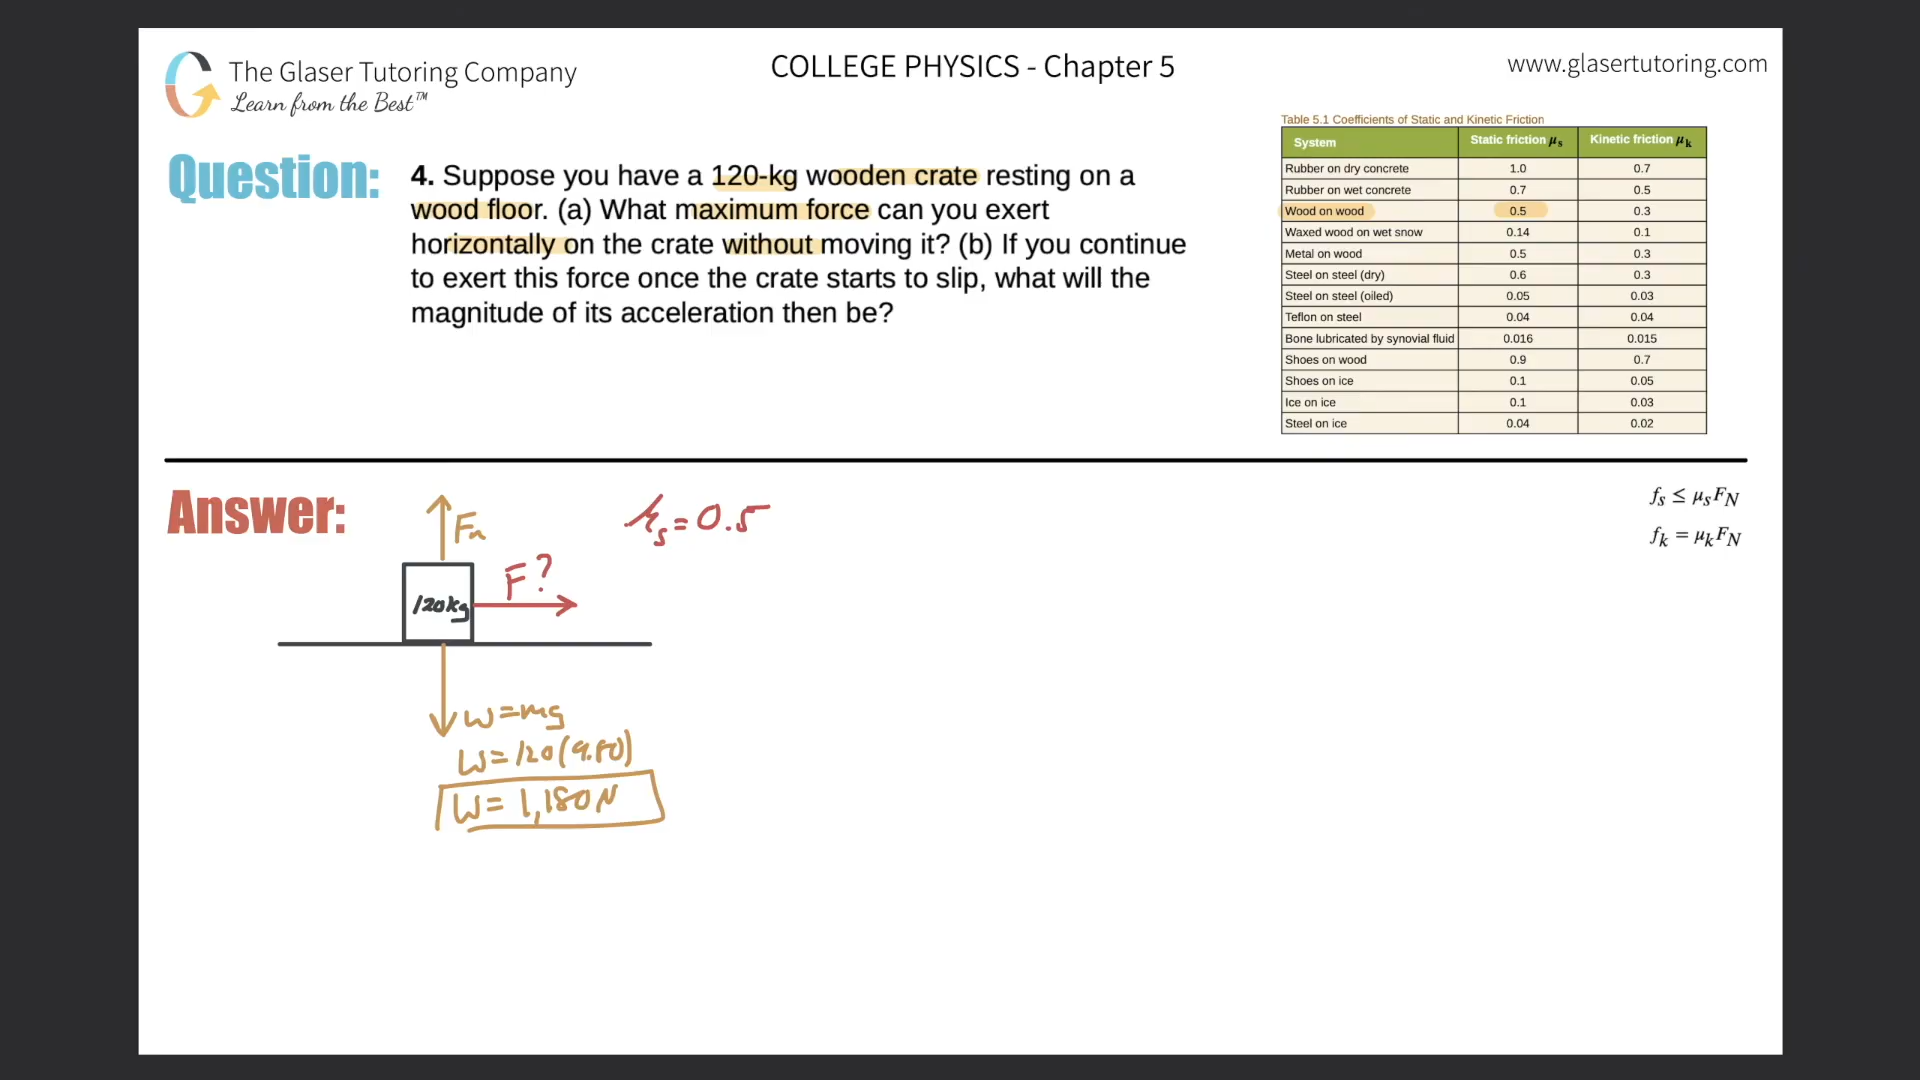 The Glaser Tutoring Company
Learn from the Best™
COLLEGE PHYSICS - Chapter 5
www.glasertutoring.com
Question:
4. Suppose you have a 120-kg wooden crate resting on a
wood floor. (a) What maximum force can you exert
horizontally on the crate without moving it? (b) If you continue
to exert this force once the crate starts to slip, what will the
magnitude of its acceleration then be?
Table 5.1 Coefficients of Static and Kinetic Friction
System Static friction μs Kinetic friction μk
Rubber on dry concrete 1.0 0.7
Rubber on wet concrete 0.7 0.5
Wood on wood 0.5 0.3
Waxed wood on wet snow 0.14 0.1
Metal on wood 0.5 0.3
Steel on steel (dry) 0.6 0.3
Steel on steel (oiled) 0.05 0.03
Teflon on steel 0.04 0.04
Bone lubricated by synovial fluid 0.016 0.015
Shoes on wood 0.9 0.7
Shoes on ice 0.1 0.05
Ice on ice 0.1 0.03
Steel on ice 0.04 0.02
Answer:
Fn
μs = 0.5
F?
120kg
W=mg
W=120(9.80)
W= 1,180N
fs ≤ μsFN
fk = μkFN